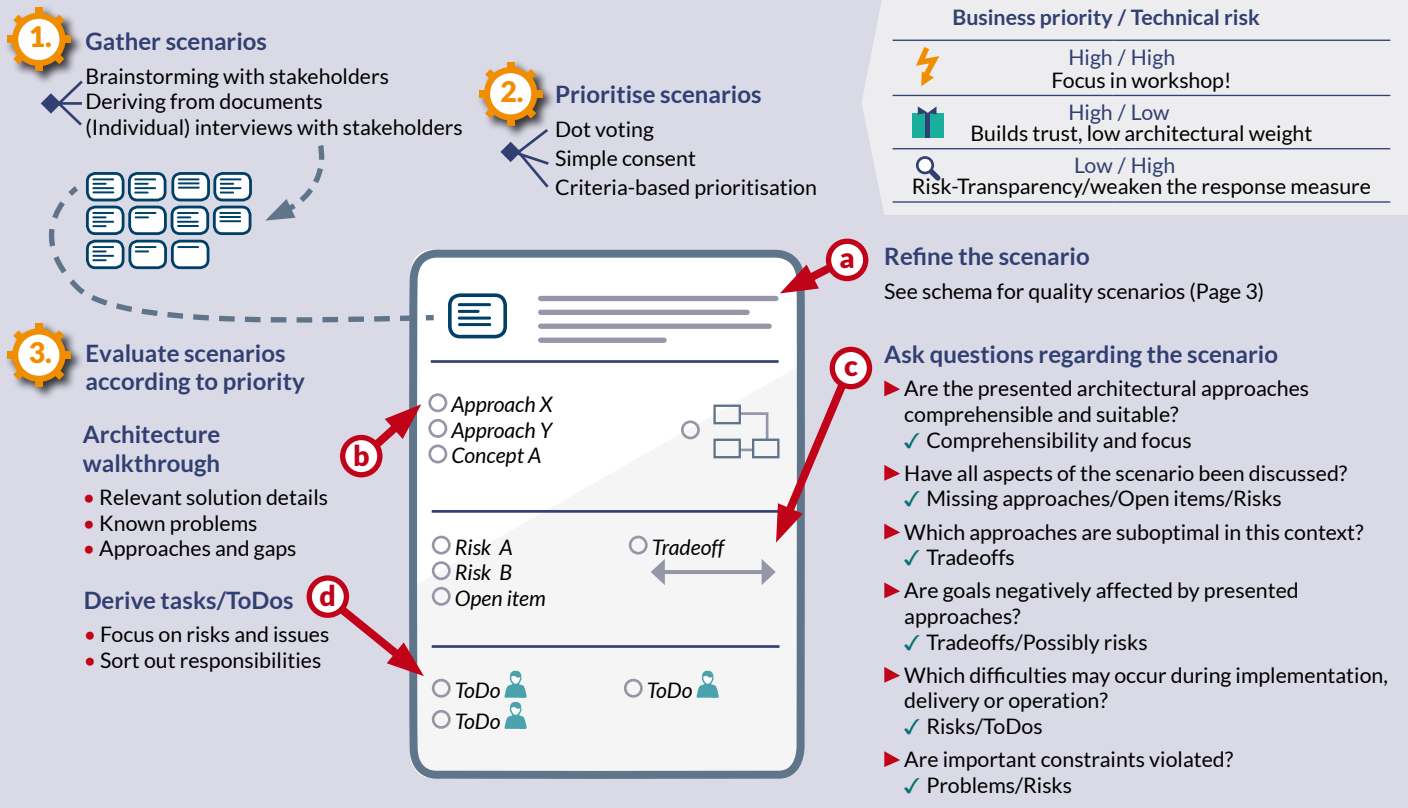 1.
Gather scenarios
Brainstorming with stakeholders
Deriving from documents
(Individual) interviews with stakeholders
2.
Prioritise scenarios
Dot voting
Simple consent
Criteria-based prioritisation
Business priority / Technical risk
High / High
Focus in workshop!
High / Low
Builds trust, low architectural weight
Low / High
Risk-Transparency/weaken the response measure
3.
Evaluate scenarios
according to priority
Architecture
walkthrough
• Relevant solution details
• Known problems
• Approaches and gaps
Derive tasks/ToDos
• Focus on risks and issues
• Sort out responsibilities
a
b
c
d
Approach X
Approach Y
Concept A
Risk A
Risk B
Open item
Tradeoff
ToDo
ToDo
ToDo
Refine the scenario
See schema for quality scenarios (Page 3)
Ask questions regarding the scenario
▶ Are the presented architectural approaches
comprehensible and suitable?
✓ Comprehensibility and focus
▶ Have all aspects of the scenario been discussed?
✓ Missing approaches/Open items/Risks
▶ Which approaches are suboptimal in this context?
✓ Tradeoffs
▶ Are goals negatively affected by presented
approaches?
✓ Tradeoffs/Possibly risks
▶ Which difficulties may occur during implementation,
delivery or operation?
✓ Risks/ToDos
▶ Are important constraints violated?
✓ Problems/Risks